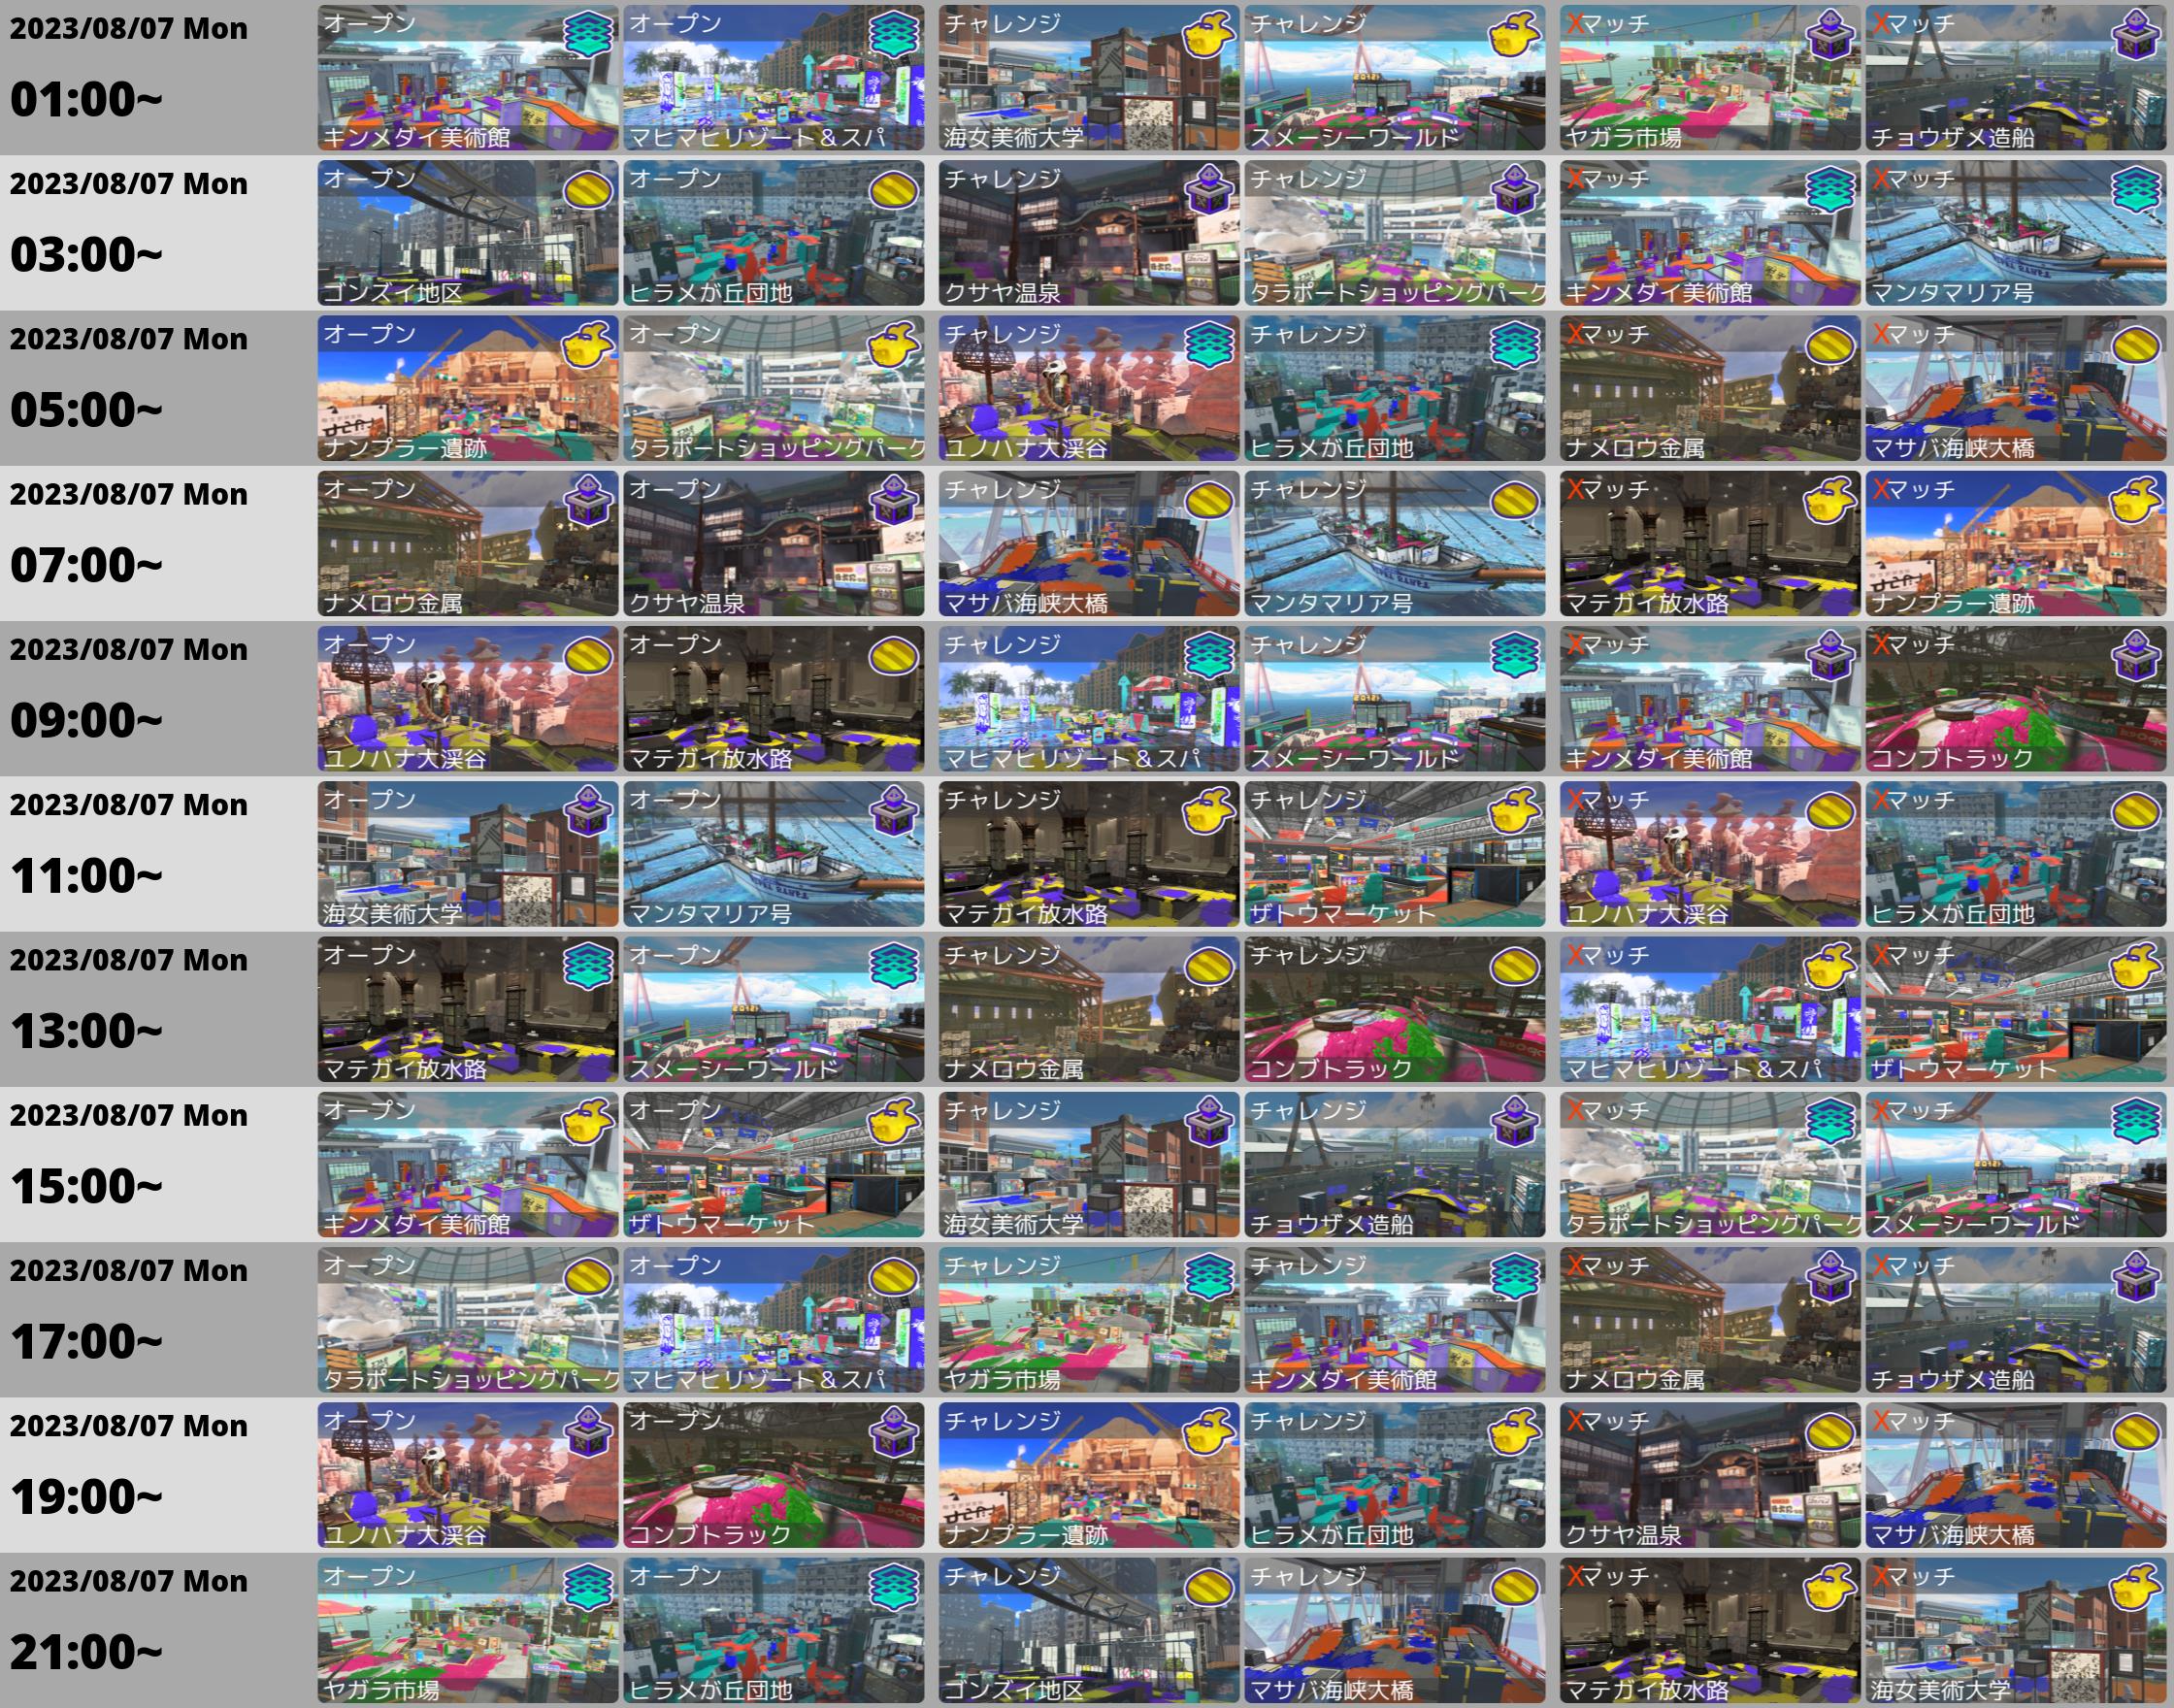 2023/08/07 Mon
01:00~
オープン オープン チャレンジ チャレンジ Xマッチ Xマッチ
キンメダイ美術館 マヒマヒリゾート＆スパ 海女美術大学 スメーシーワールド ヤガラ市場 チョウザメ造船
2023/08/07 Mon
03:00~
オープン オープン チャレンジ チャレンジ Xマッチ Xマッチ
ゴンズイ地区 ヒラメが丘団地 クサヤ温泉 タラポートショッピングパーク キンメダイ美術館 マンタマリア号
2023/08/07 Mon
05:00~
オープン オープン チャレンジ チャレンジ Xマッチ Xマッチ
ナンプラー遺跡 タラポートショッピングパーク ユノハナ大渓谷 ヒラメが丘団地 ナメロウ金属 マサバ海峡大橋
2023/08/07 Mon
07:00~
オープン オープン チャレンジ チャレンジ Xマッチ Xマッチ
ナメロウ金属 クサヤ温泉 マサバ海峡大橋 マンタマリア号 マテガイ放水路 ナンプラー遺跡
2023/08/07 Mon
09:00~
オープン オープン チャレンジ チャレンジ Xマッチ Xマッチ
ユノハナ大渓谷 マテガイ放水路 マヒマヒリゾート＆スパ スメーシーワールド キンメダイ美術館 コンブトラック
2023/08/07 Mon
11:00~
オープン オープン チャレンジ チャレンジ Xマッチ Xマッチ
海女美術大学 マンタマリア号 マテガイ放水路 ザトウマーケット ユノハナ大渓谷 ヒラメが丘団地
2023/08/07 Mon
13:00~
オープン オープン チャレンジ チャレンジ Xマッチ Xマッチ
マテガイ放水路 スメーシーワールド ナメロウ金属 コンブトラック マヒマヒリゾート＆スパ ザトウマーケット
2023/08/07 Mon
15:00~
オープン オープン チャレンジ チャレンジ Xマッチ Xマッチ
キンメダイ美術館 ザトウマーケット 海女美術大学 チョウザメ造船 タラポートショッピングパーク スメーシーワールド
2023/08/07 Mon
17:00~
オープン オープン チャレンジ チャレンジ Xマッチ Xマッチ
タラポートショッピングパーク マヒマヒリゾート＆スパ ヤガラ市場 キンメダイ美術館 ナメロウ金属 チョウザメ造船
2023/08/07 Mon
19:00~
オープン オープン チャレンジ チャレンジ Xマッチ Xマッチ
ユノハナ大渓谷 コンブトラック ナンプラー遺跡 ヒラメが丘団地 クサヤ温泉 マサバ海峡大橋
2023/08/07 Mon
21:00~
オープン オープン チャレンジ チャレンジ Xマッチ Xマッチ
ヤガラ市場 ヒラメが丘団地 ゴンズイ地区 マサバ海峡大橋 マテガイ放水路 海女美術大学